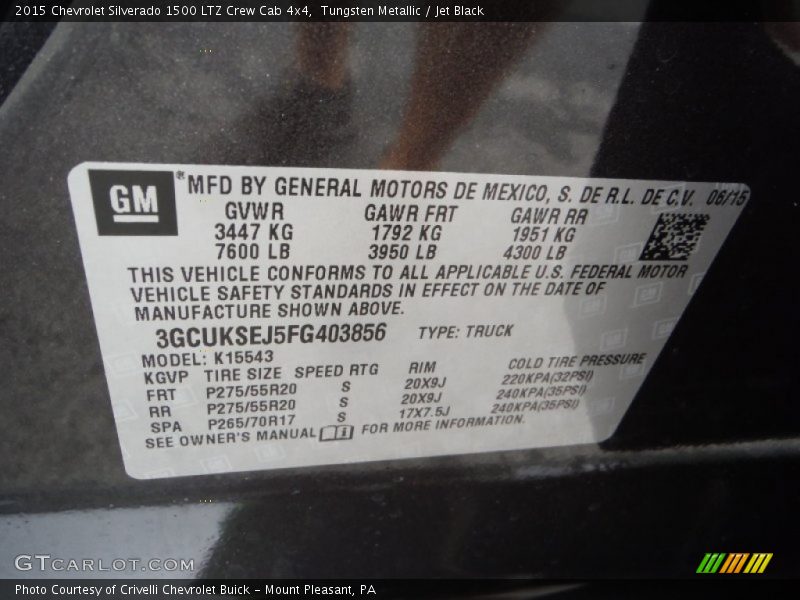 2015 Chevrolet Silverado 1500 LTZ Crew Cab 4x4, Tungsten Metallic / Jet Black
GM
*MFD BY GENERAL MOTORS DE MEXICO, S. DE R.L. DE C.V. 06/15
GVWR GAWR FRT GAWR RR
3447 KG 1792 KG 1951 KG
7600 LB 3950 LB 4300 LB
THIS VEHICLE CONFORMS TO ALL APPLICABLE U.S. FEDERAL MOTOR
VEHICLE SAFETY STANDARDS IN EFFECT ON THE DATE OF
MANUFACTURE SHOWN ABOVE.
3GCUKSEJ5FG403856 TYPE: TRUCK
MODEL: K15543
KGVP TIRE SIZE SPEED RTG RIM COLD TIRE PRESSURE
FRT P275/55R20 S 20X9J 220KPA(32PSI)
RR P275/55R20 S 20X9J 240KPA(35PSI)
SPA P265/70R17 S 17X7.5J 240KPA(35PSI)
SEE OWNER'S MANUAL FOR MORE INFORMATION.
GTCARLOT.COM
Photo Courtesy of Crivelli Chevrolet Buick - Mount Pleasant, PA